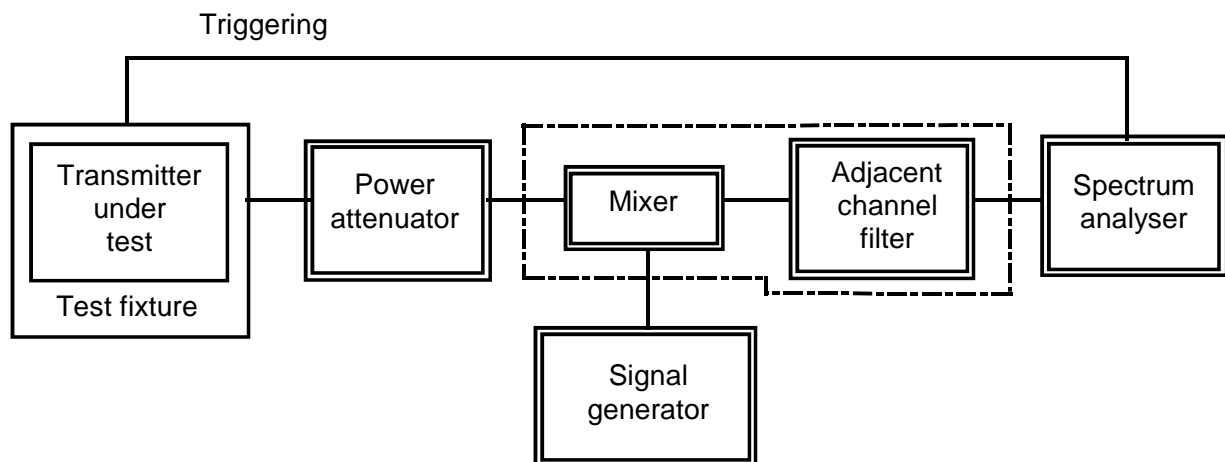 Triggering
Transmitter
under
test
Test fixture
Power
attenuator
Mixer
Adjacent
channel
filter
Spectrum
analyser
Signal
generator